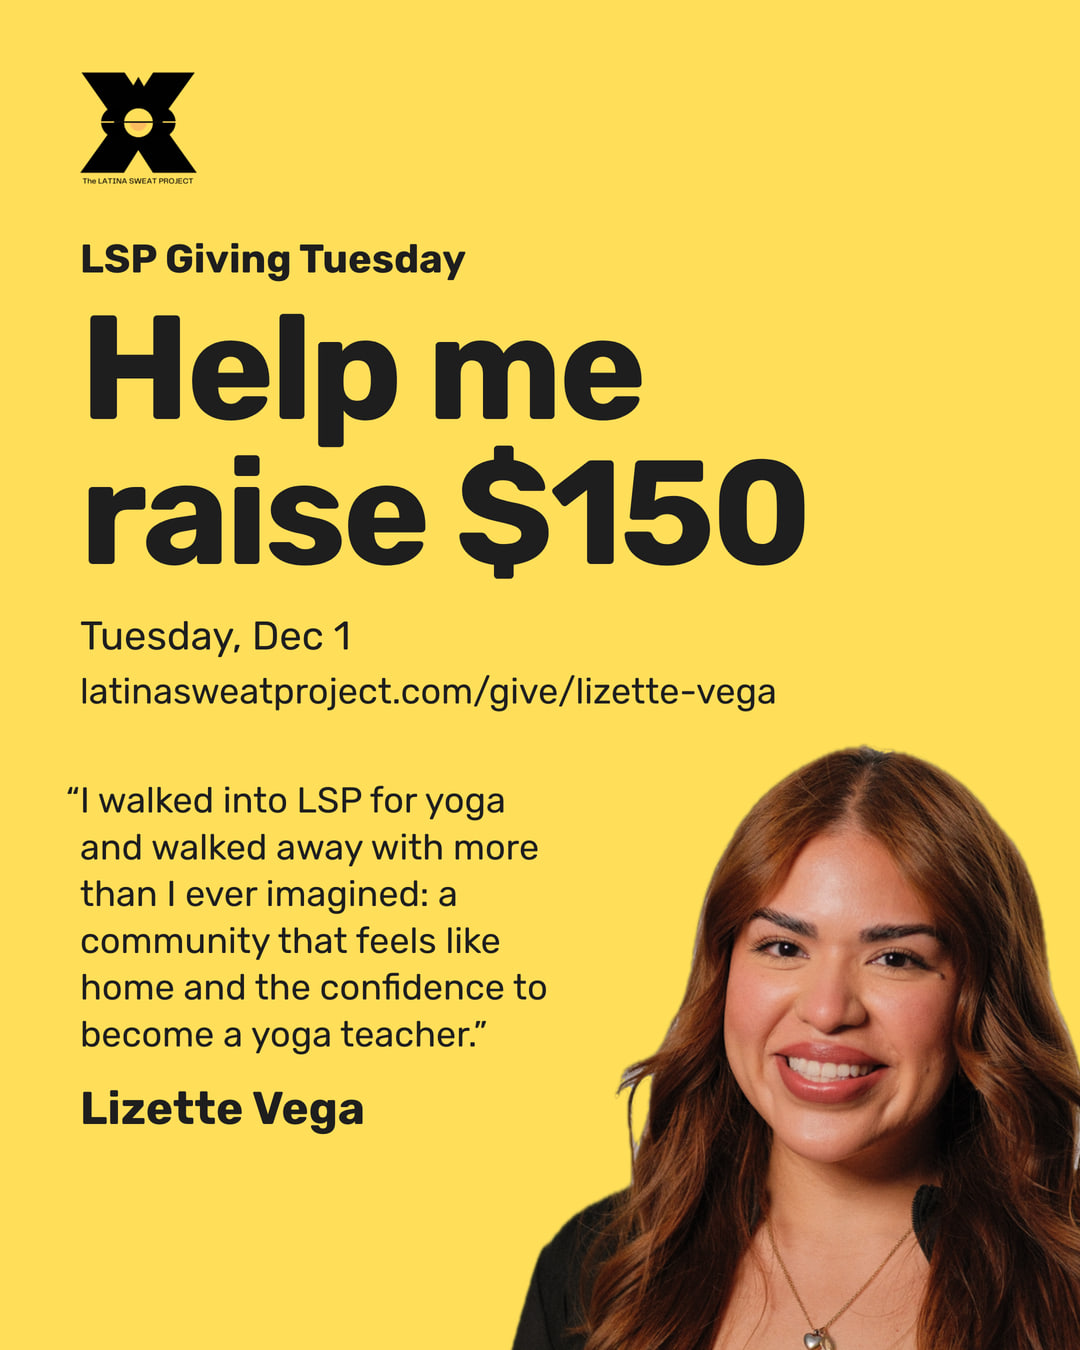 The LATINA SWEAT PROJECT
LSP Giving Tuesday
Help me
raise $150
Tuesday, Dec 1
latinasweatproject.com/give/lizette-vega
“I walked into LSP for yoga
and walked away with more
than I ever imagined: a
community that feels like
home and the confidence to
become a yoga teacher.”
Lizette Vega